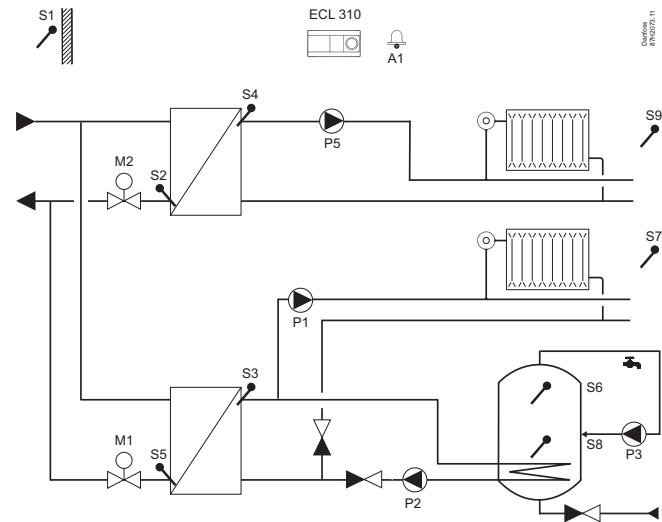 S1
ECL 310
A1
Danfoss
87H2073.11
S4
P5
S9
M2
S2
S7
P1
S3
S6
M1
S5
S8
P3
P2